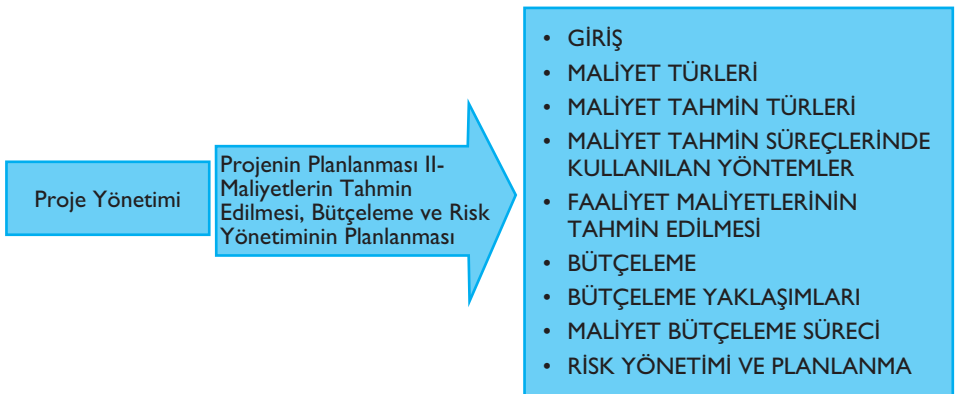 Proje Yönetimi
Projenin Planlanması II-
Maliyetlerin Tahmin
Edilmesi, Bütçeleme ve Risk
Yönetiminin Planlanması
• GİRİŞ
• MALİYET TÜRLERİ
• MALİYET TAHMİN TÜRLERİ
• MALİYET TAHMİN SÜREÇLERİNDE
KULLANILAN YÖNTEMLER
• FAALİYET MALİYETLERİNİN
TAHMİN EDİLMESİ
• BÜTÇELEME
• BÜTÇELEME YAKLAŞIMLARI
• MALİYET BÜTÇELEME SÜRECİ
• RİSK YÖNETİMİ VE PLANLANMA